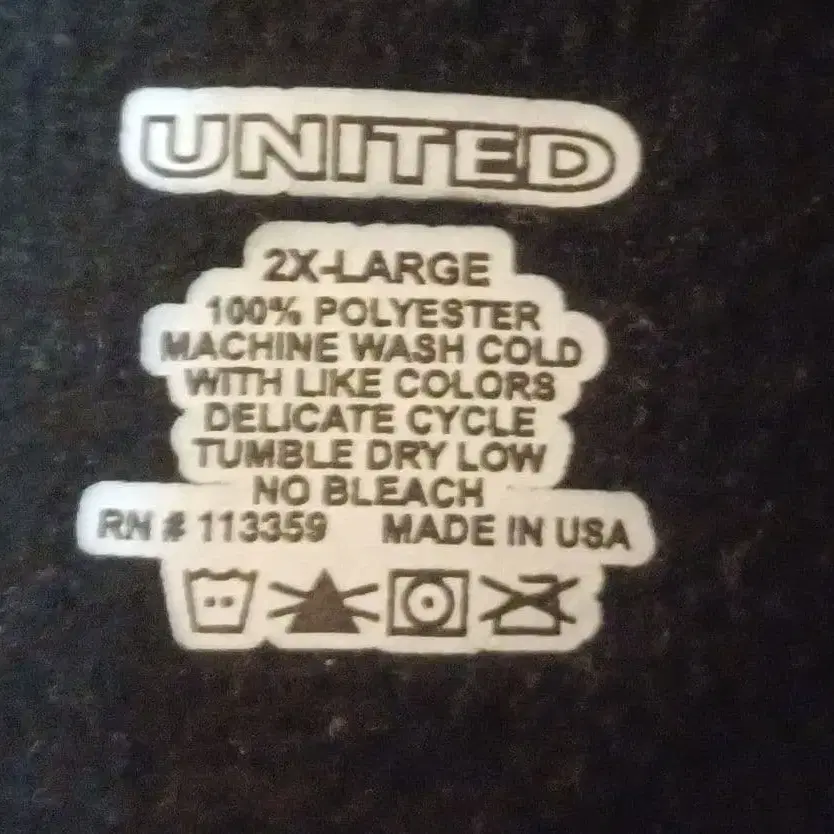 UNITED
2X-LARGE
100% POLYESTER
MACHINE WASH COLD
WITH LIKE COLORS
DELICATE CYCLE
TUMBLE DRY LOW
NO BLEACH
RN # 113359 MADE IN USA